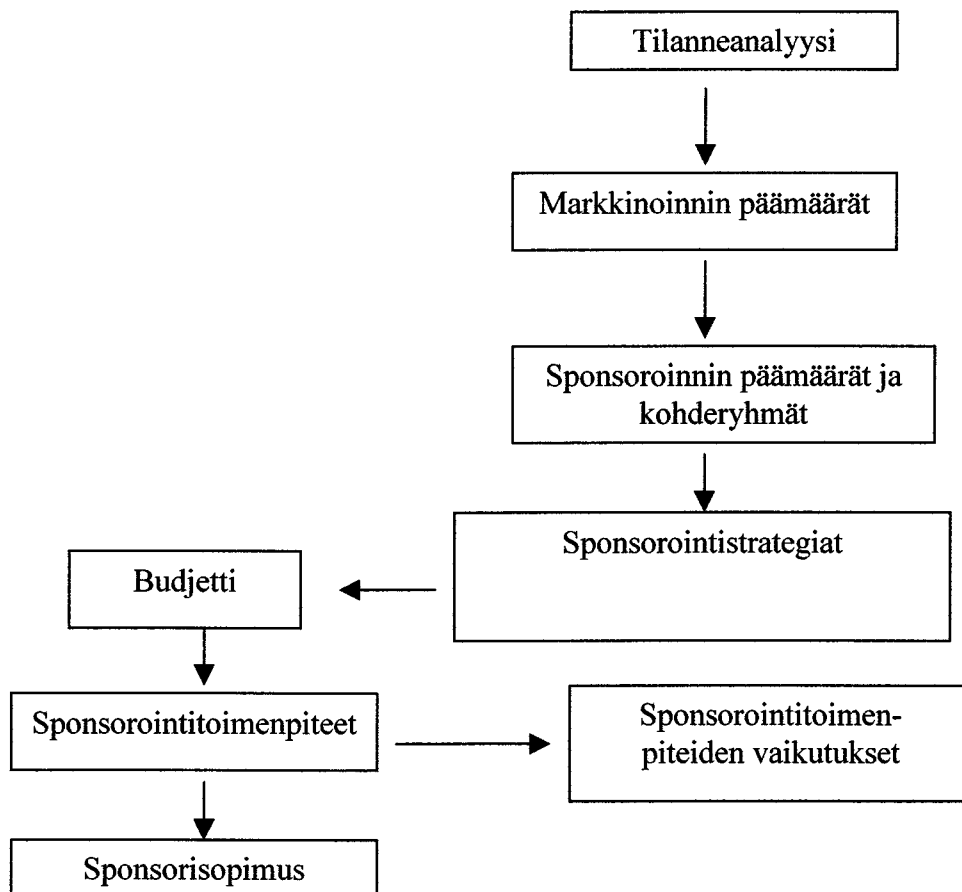 Tilanneanalyysi
Markkinoinnin päämäärät
Sponsoroinnin päämäärät ja
kohderyhmät
Sponsorointistrategiat
Budjetti
Sponsorointitoimenpiteet
Sponsorointitoimen-
piteiden vaikutukset
Sponsorisopimus